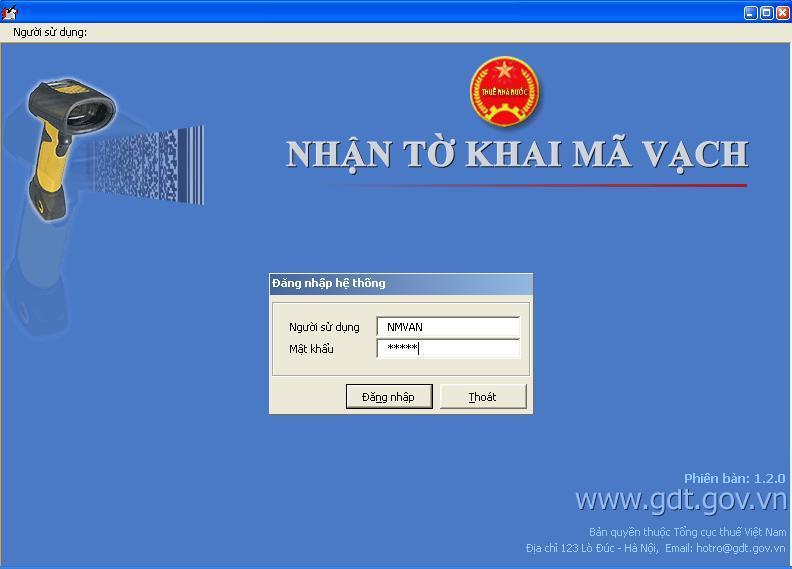 Người sử dụng:
THUẾ NHÀ NƯỚC
NHẬN TỜ KHAI MÃ VẠCH
Đăng nhập hệ thống
Người sử dụng NMVAN
Mật khẩu *****
Đăng nhập Thoát
Phiên bản: 1.2.0
www.gdt.gov.vn
Bản quyền thuộc Tổng cục thuế Việt Nam
Địa chỉ 123 Lò Đúc - Hà Nội, Email: hotro@gdt.gov.vn